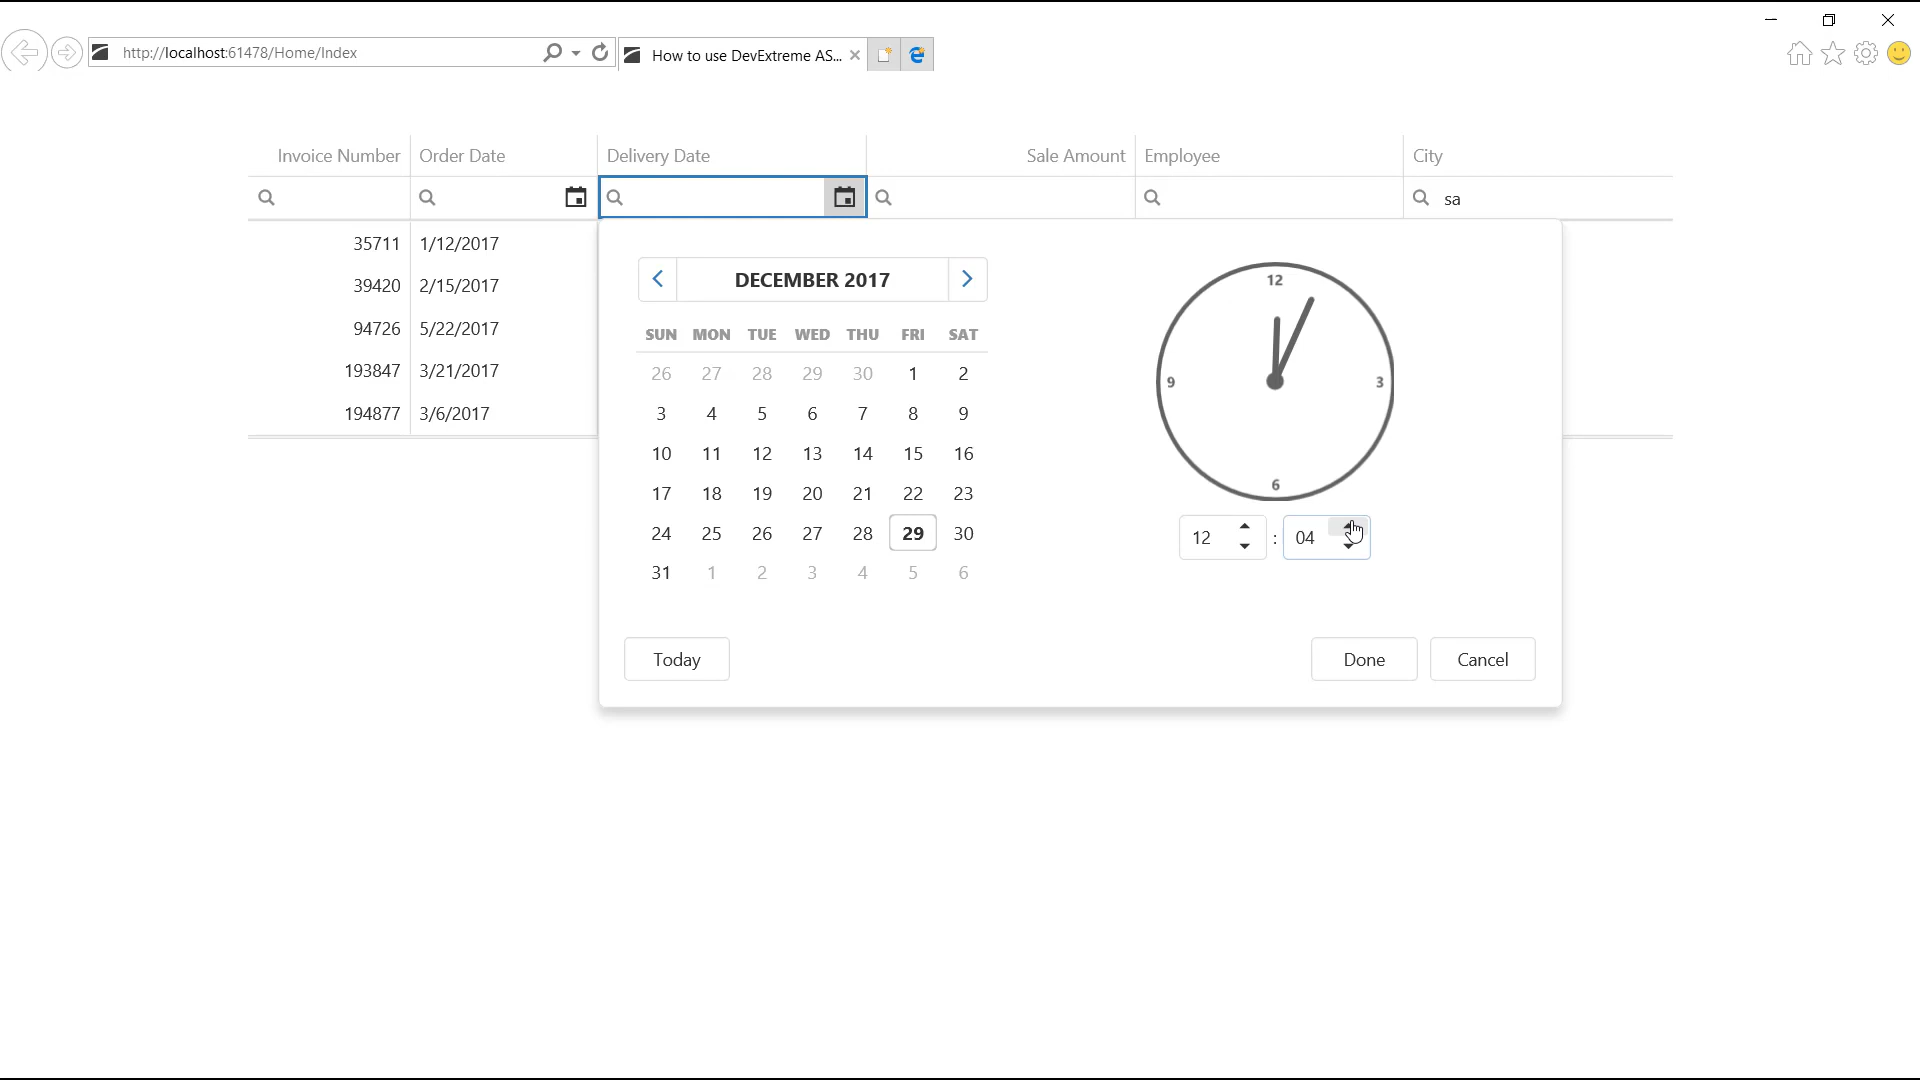 http://localhost:61478/Home/Index
How to use DevExtreme AS...
Invoice Number Order Date Delivery Date Sale Amount Employee City
sa
35711 1/12/2017
39420 2/15/2017
94726 5/22/2017
193847 3/21/2017
194877 3/6/2017
DECEMBER 2017
SUN MON TUE WED THU FRI SAT
26 27 28 29 30 1 2
3 4 5 6 7 8 9
10 11 12 13 14 15 16
17 18 19 20 21 22 23
24 25 26 27 28 29 30
31 1 2 3 4 5 6
12
9 3
6
12 : 04
Today Done Cancel